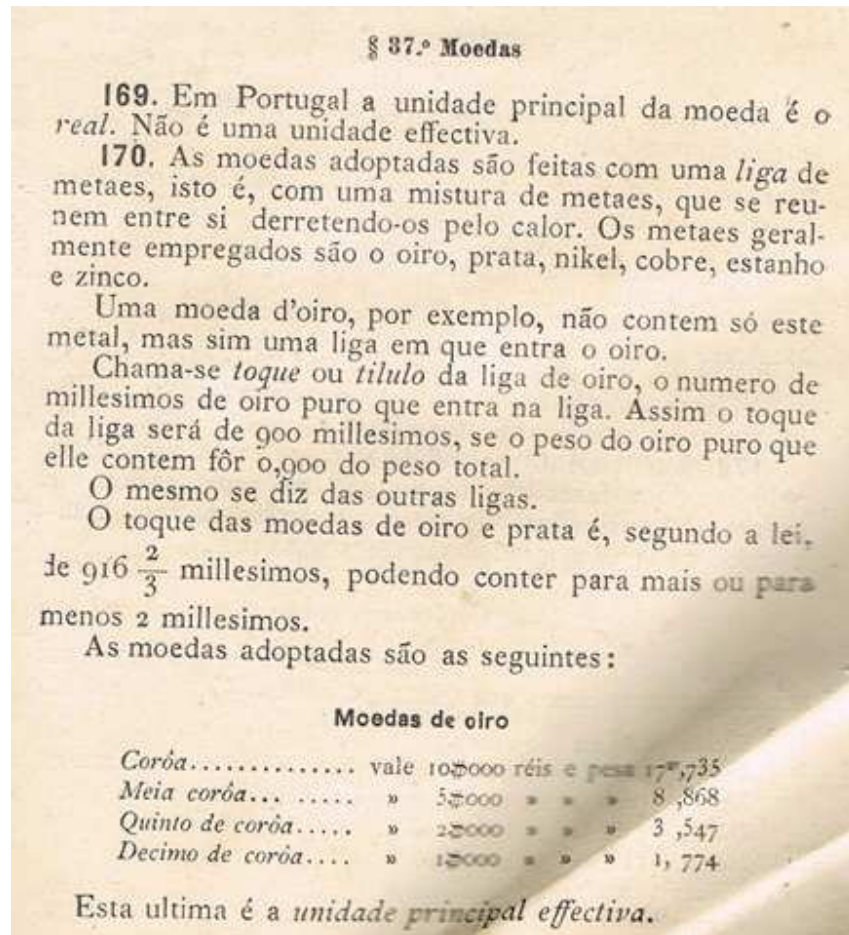 § 37.º Moedas
169. Em Portugal a unidade principal da moeda é o
real. Não é uma unidade effectiva.
170. As moedas adoptadas são feitas com uma liga de
metaes, isto é, com uma mistura de metaes, que se reu-
nem entre si derretendo-os pelo calor. Os metaes geral-
mente empregados são o oiro, prata, nikel, cobre, estanho
e zinco.
Uma moeda d'oiro, por exemplo, não contem só este
metal, mas sim uma liga em que entra o oiro.
Chama-se toque ou titulo da liga de oiro, o numero de
millesimos de oiro puro que entra na liga. Assim o toque
da liga será de 900 millesimos, se o peso do oiro puro que
elle contem fôr 0,900 do peso total.
O mesmo se diz das outras ligas.
O toque das moedas de oiro e prata é, segundo a lei,
de 916 2/3 millesimos, podendo conter para mais ou para
menos 2 millesimos.
As moedas adoptadas são as seguintes:
Moedas de oiro
Corôa.............. vale 10$000 réis e pesa 17gr,735
Meia corôa... ..... » 5$000 » » » 8 ,868
Quinto de corôa..... » 2$000 » » » 3 ,547
Decimo de corôa.... » 1$000 » » » 1, 774
Esta ultima é a unidade principal effectiva.